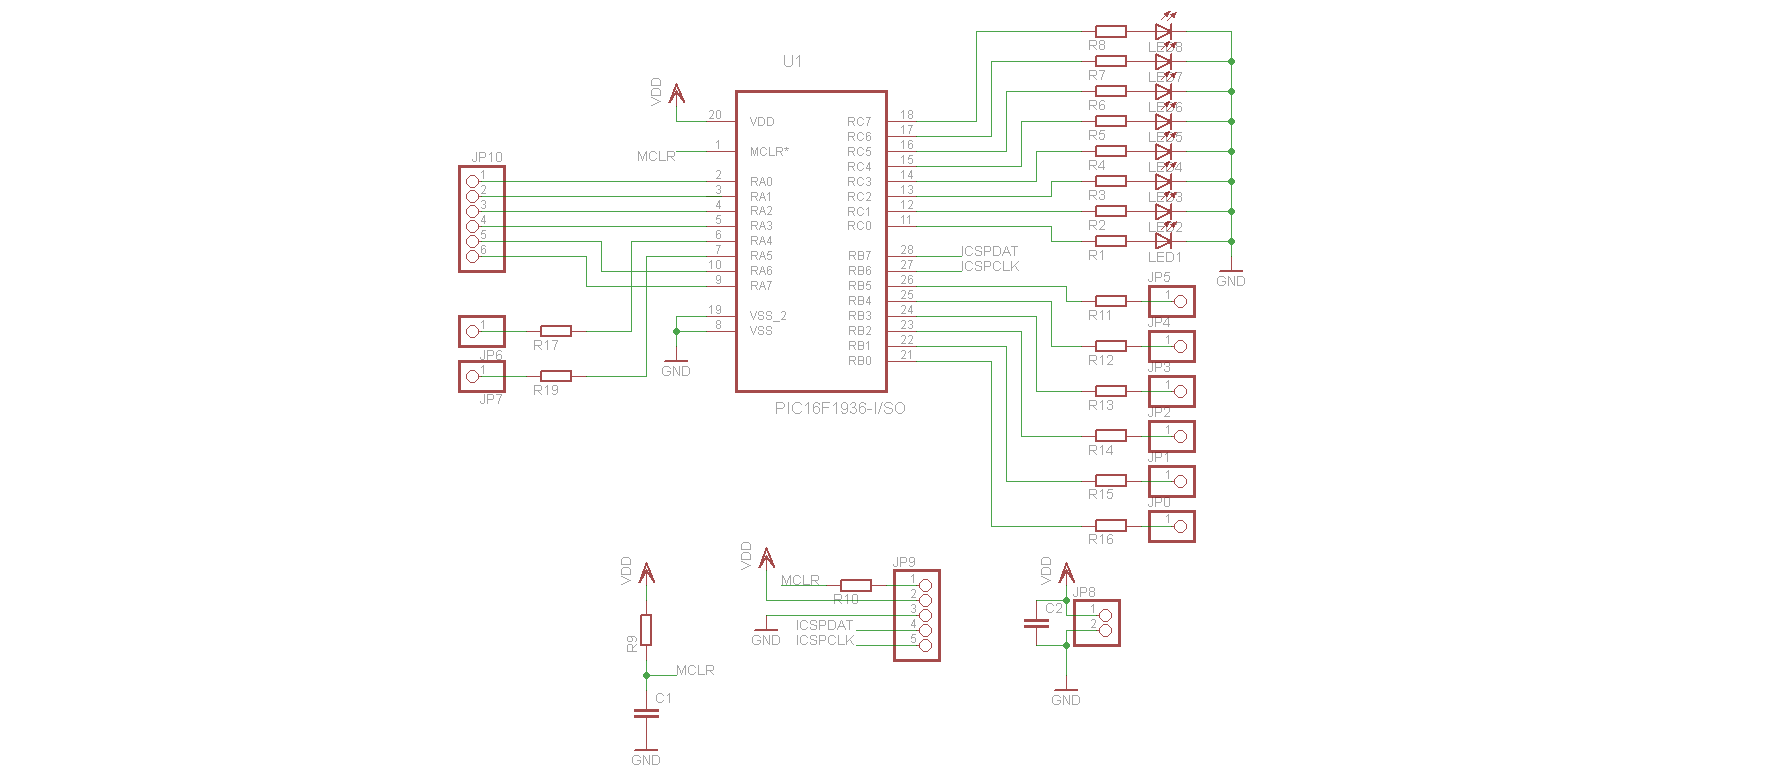 U1
VDD
20 VDD
1 MCLR*
MCLR
JP10
1 2 RA0
2 3 RA1
3 4 RA2
4 5 RA3
5 6 RA4
6 7 RA5
10 RA6
9 RA7
19 VSS_2
8 VSS
GND
1
JP6
R17
1
JP7
R19
RC7 18
RC6 17
RC5 16
RC4 15
RC3 14
RC2 13
RC1 12
RC0 11
RB7 28 ICSPDAT
RB6 27 ICSPCLK
RB5 26
RB4 25
RB3 24
RB2 23
RB1 22
RB0 21
PIC16F1936-I/SO
R8 LED8
R7 LED7
R6 LED6
R5 LED5
R4 LED4
R3 LED3
R2 LED2
R1 LED1
GND
JP5
1
R11
JP4
1
R12
JP3
1
R13
JP2
1
R14
JP1
1
R15
JP0
1
R16
VDD
R9
MCLR
C1
GND
VDD
JP9
MCLR
R10
1
2
3
4
5
GND
ICSPDAT
ICSPCLK
VDD
C2
JP8
1
2
GND